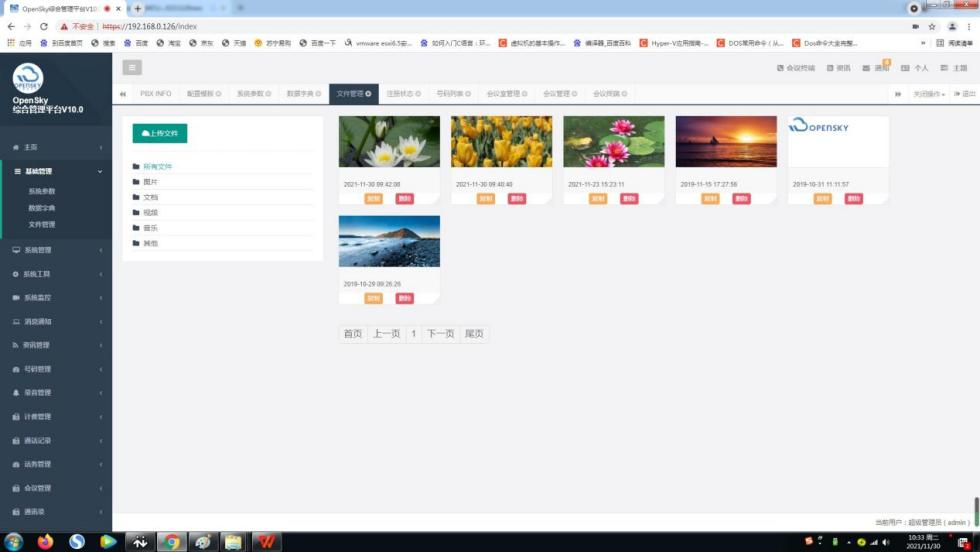 OpenSky综合管理平台V10.
不安全 | https://192.168.0.126/index
应用 到百度首页 搜索 百度 淘宝 京东 天猫 苏宁易购 百度一下 vmware esxi6.5安... 如何入门C语言：环... 虚拟机的基本操作... 编译器_百度百科 Hyper-V应用指南-... DOS常用命令（从... Dos命令大全完整... » 阅读清单
OPENSKY
OpenSky
综合管理平台V10.0
会议终端 资讯 通知 个人 主题
PBX INFO 配置模板 系统参数 数据字典 文件管理 注册状态 号码列表 会议室管理 会议管理 会议终端 关闭操作 退出
主页
基础管理
系统参数
数据字典
文件管理
系统管理
系统工具
系统监控
消息通知
资讯管理
号码管理
录音管理
计费管理
通话记录
话务管理
会议管理
通讯录
上传文件
所有文件
图片
文档
视频
音乐
其他
OPENSKY
2021-11-30 09:42:08 2021-11-30 09:40:40 2021-11-23 15:23:11 2019-11-15 17:27:56 2019-10-31 11:11:57
复制 删除 复制 删除 复制 删除 复制 删除 复制 删除
2019-10-29 09:26:26
复制 删除
首页 上一页 1 下一页 尾页
当前用户：超级管理员（admin）
10:33 周二
2021/11/30